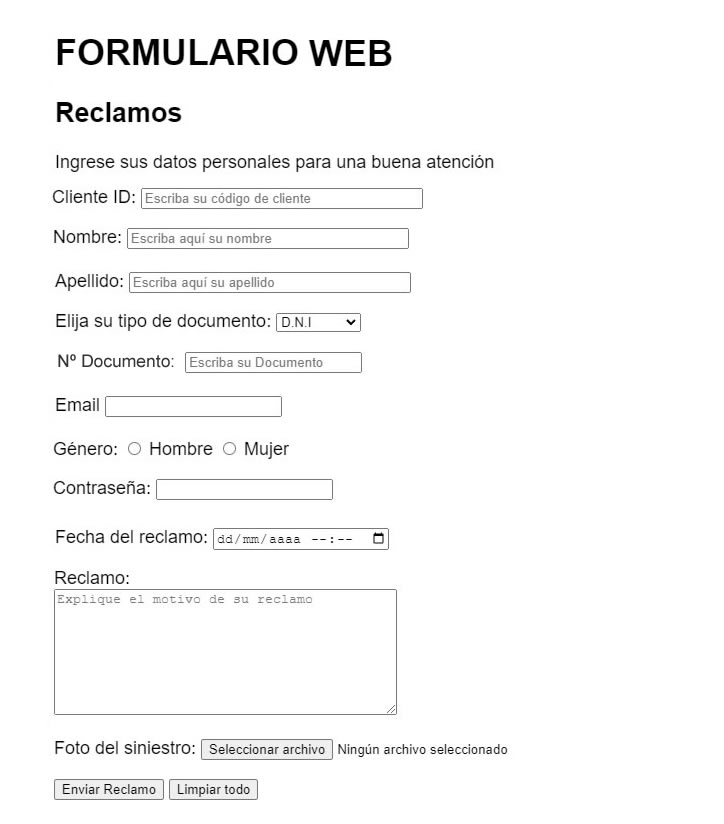 FORMULARIO WEB
Reclamos
Ingrese sus datos personales para una buena atención
Cliente ID: Escriba su código de cliente
Nombre: Escriba aquí su nombre
Apellido: Escriba aquí su apellido
Elija su tipo de documento: D.N.I
Nº Documento: Escriba su Documento
Email
Género: Hombre Mujer
Contraseña:
Fecha del reclamo: dd/mm/aaaa --:--
Reclamo:
Explique el motivo de su reclamo
Foto del siniestro: Seleccionar archivo Ningún archivo seleccionado
Enviar Reclamo Limpiar todo